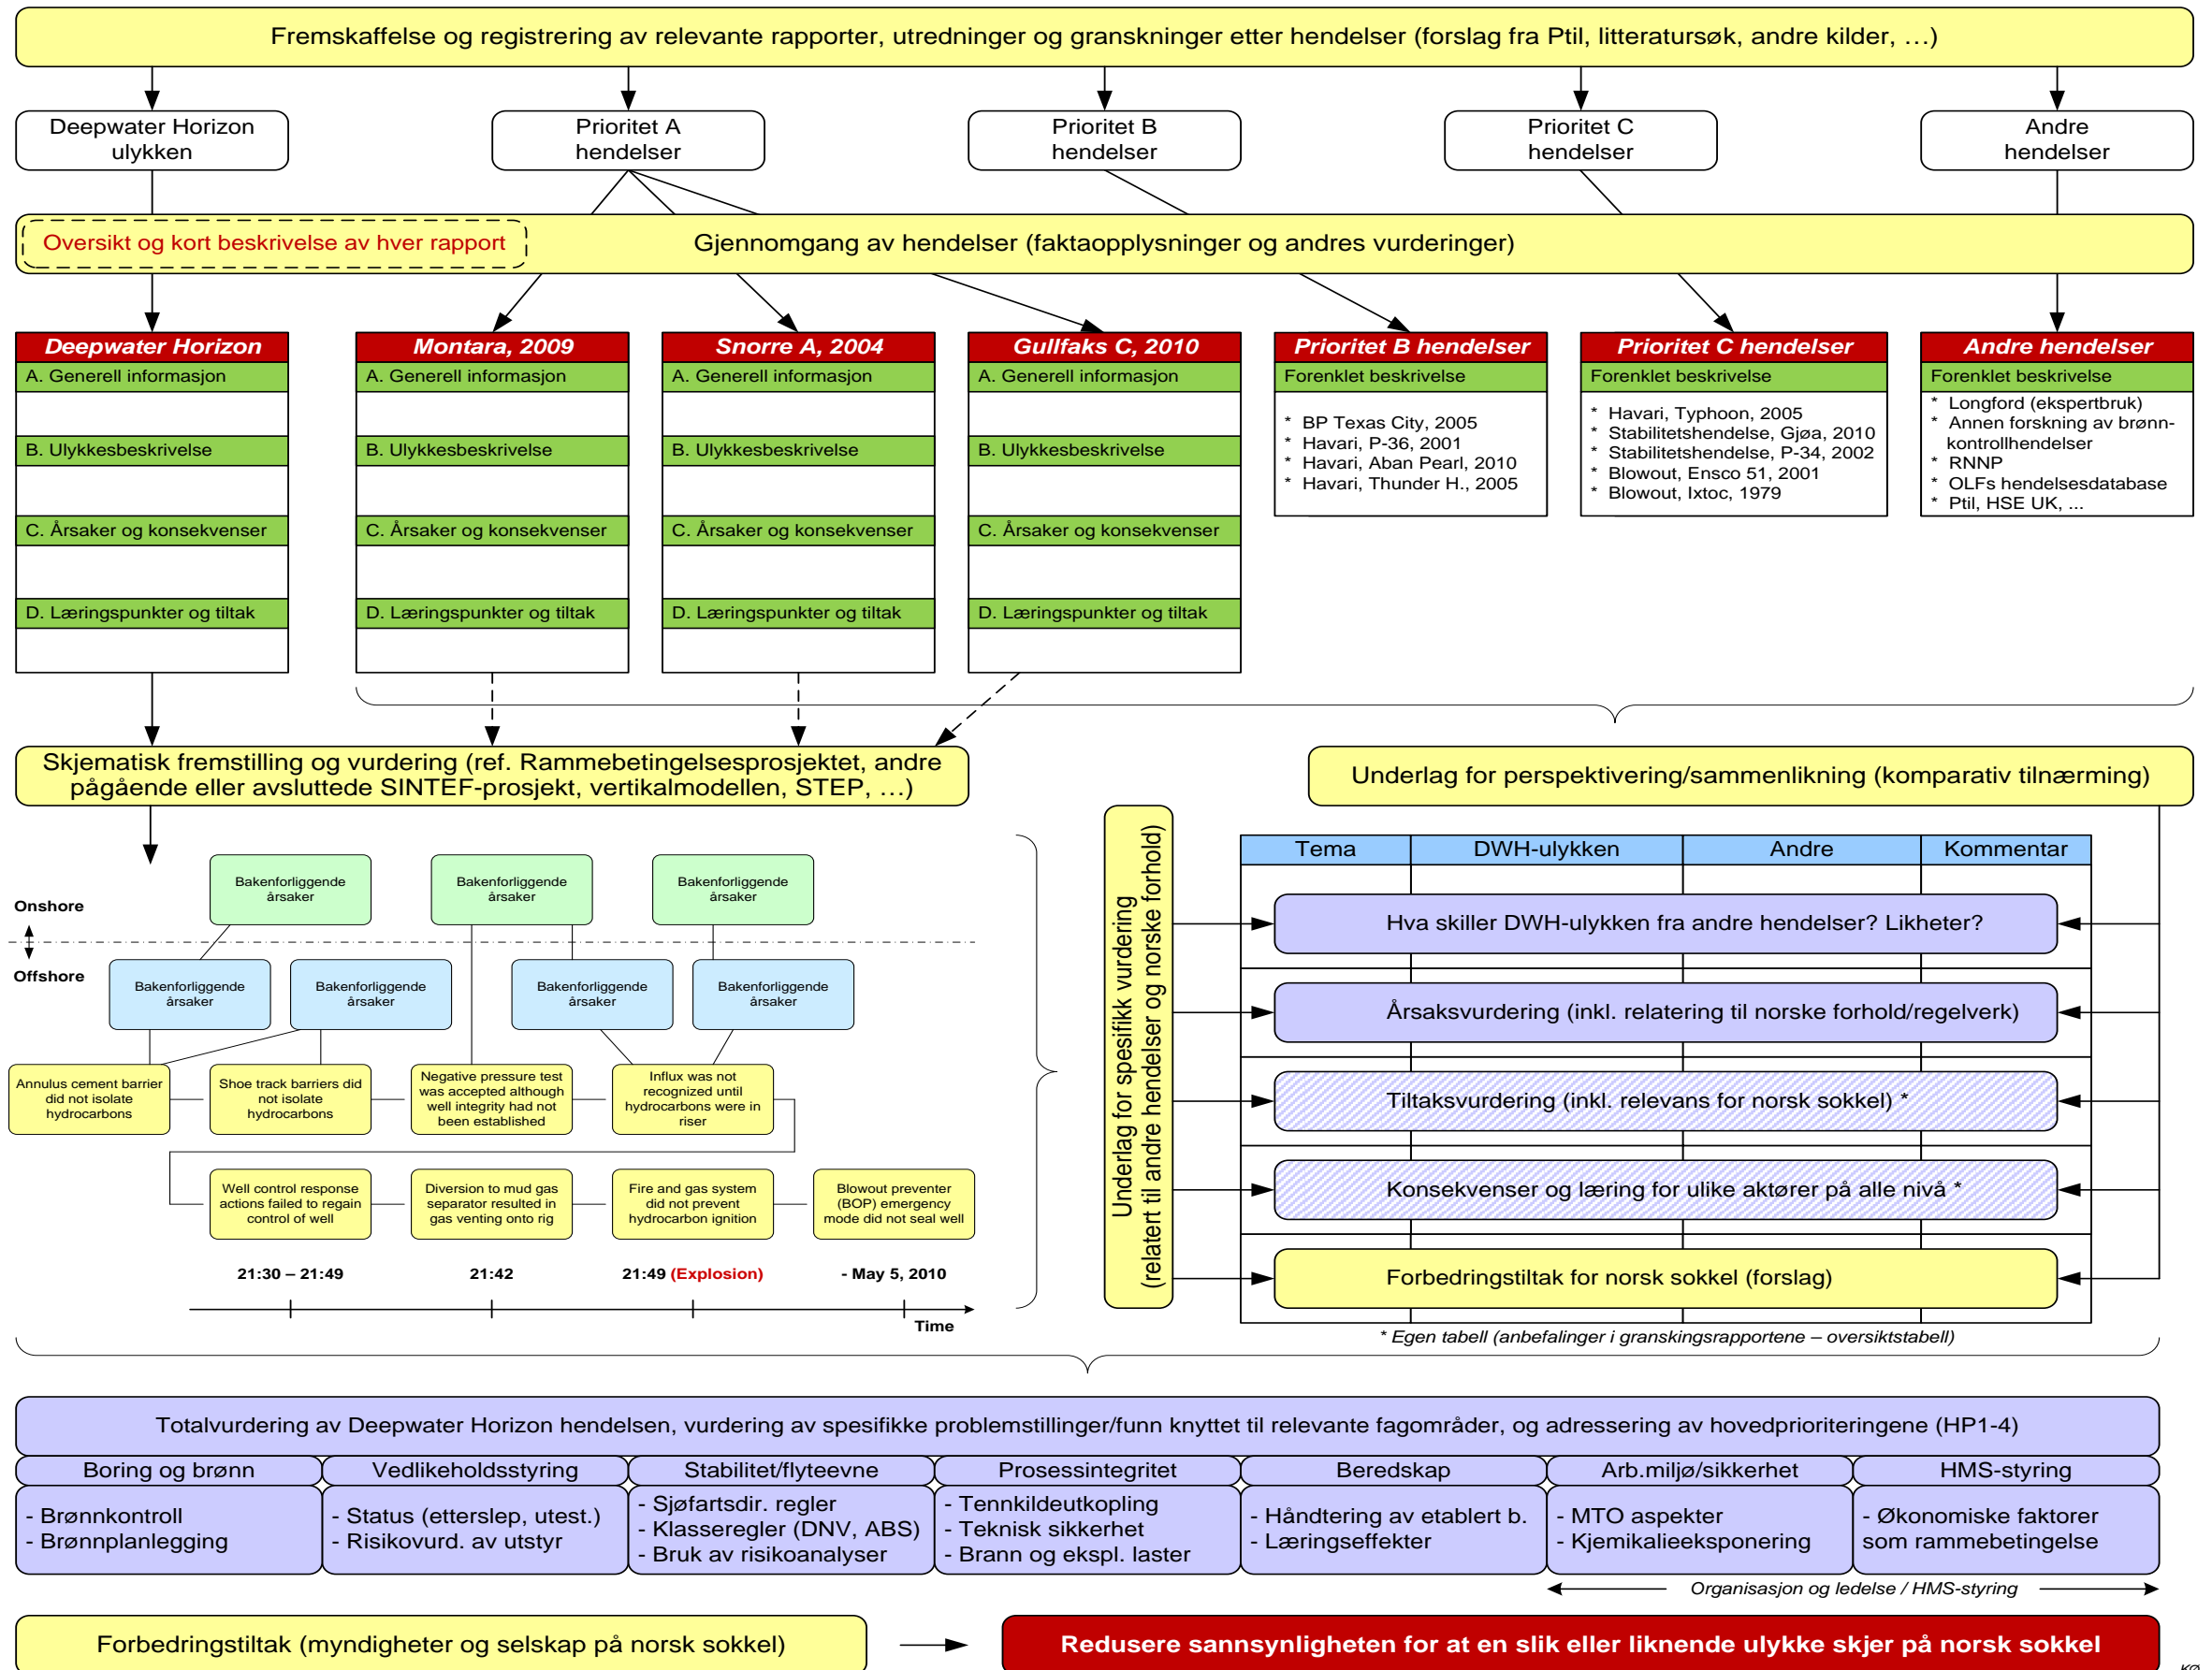 Fremskaffelse og registrering av relevante rapporter, utredninger og granskninger etter hendelser (forslag fra Ptil, litteratursøk, andre kilder, …)
Deepwater Horizon
ulykken
Prioritet A
hendelser
Prioritet B
hendelser
Prioritet C
hendelser
Andre
hendelser
Oversikt og kort beskrivelse av hver rapport
Gjennomgang av hendelser (faktaopplysninger og andres vurderinger)
Deepwater Horizon
A. Generell informasjon
B. Ulykkesbeskrivelse
C. Årsaker og konsekvenser
D. Læringspunkter og tiltak
Montara, 2009
A. Generell informasjon
B. Ulykkesbeskrivelse
C. Årsaker og konsekvenser
D. Læringspunkter og tiltak
Snorre A, 2004
A. Generell informasjon
B. Ulykkesbeskrivelse
C. Årsaker og konsekvenser
D. Læringspunkter og tiltak
Gullfaks C, 2010
A. Generell informasjon
B. Ulykkesbeskrivelse
C. Årsaker og konsekvenser
D. Læringspunkter og tiltak
Prioritet B hendelser
Forenklet beskrivelse
* BP Texas City, 2005
* Havari, P-36, 2001
* Havari, Aban Pearl, 2010
* Havari, Thunder H., 2005
Prioritet C hendelser
Forenklet beskrivelse
* Havari, Typhoon, 2005
* Stabilitetshendelse, Gjøa, 2010
* Stabilitetshendelse, P-34, 2002
* Blowout, Ensco 51, 2001
* Blowout, Ixtoc, 1979
Andre hendelser
Forenklet beskrivelse
* Longford (ekspertbruk)
* Annen forskning av brønn-
kontrollhendelser
* RNNP
* OLFs hendelsesdatabase
* Ptil, HSE UK, ...
Skjematisk fremstilling og vurdering (ref. Rammebetingelsesprosjektet, andre
pågående eller avsluttede SINTEF-prosjekt, vertikalmodellen, STEP, …)
Underlag for perspektivering/sammenlikning (komparativ tilnærming)
Onshore
Offshore
Bakenforliggende
årsaker
Bakenforliggende
årsaker
Bakenforliggende
årsaker
Bakenforliggende
årsaker
Bakenforliggende
årsaker
Bakenforliggende
årsaker
Bakenforliggende
årsaker
Annulus cement barrier
did not isolate
hydrocarbons
Shoe track barriers did
not isolate
hydrocarbons
Negative pressure test
was accepted although
well integrity had not
been established
Influx was not
recognized until
hydrocarbons were in
riser
Well control response
actions failed to regain
control of well
Diversion to mud gas
separator resulted in
gas venting onto rig
Fire and gas system
did not prevent
hydrocarbon ignition
Blowout preventer
(BOP) emergency
mode did not seal well
21:30 – 21:49
21:42
21:49 (Explosion)
- May 5, 2010
Time
Underlag for spesifikk vurdering
(relatert til andre hendelser og norske forhold)
Tema
DWH-ulykken
Andre
Kommentar
Hva skiller DWH-ulykken fra andre hendelser? Likheter?
Årsaksvurdering (inkl. relatering til norske forhold/regelverk)
Tiltaksvurdering (inkl. relevans for norsk sokkel) *
Konsekvenser og læring for ulike aktører på alle nivå *
Forbedringstiltak for norsk sokkel (forslag)
* Egen tabell (anbefalinger i granskingsrapportene – oversiktstabell)
Totalvurdering av Deepwater Horizon hendelsen, vurdering av spesifikke problemstillinger/funn knyttet til relevante fagområder, og adressering av hovedprioriteringene (HP1-4)
Boring og brønn
- Brønnkontroll
- Brønnplanlegging
Vedlikeholdsstyring
- Status (etterslep, utest.)
- Risikovurd. av utstyr
Stabilitet/flyteevne
- Sjøfartsdir. regler
- Klasseregler (DNV, ABS)
- Bruk av risikoanalyser
Prosessintegritet
- Tennkildeutkopling
- Teknisk sikkerhet
- Brann og ekspl. laster
Beredskap
- Håndtering av etablert b.
- Læringseffekter
Arb.miljø/sikkerhet
- MTO aspekter
- Kjemikalieeksponering
HMS-styring
- Økonomiske faktorer
som rammebetingelse
Organisasjon og ledelse / HMS-styring
Forbedringstiltak (myndigheter og selskap på norsk sokkel)
Redusere sannsynligheten for at en slik eller liknende ulykke skjer på norsk sokkel